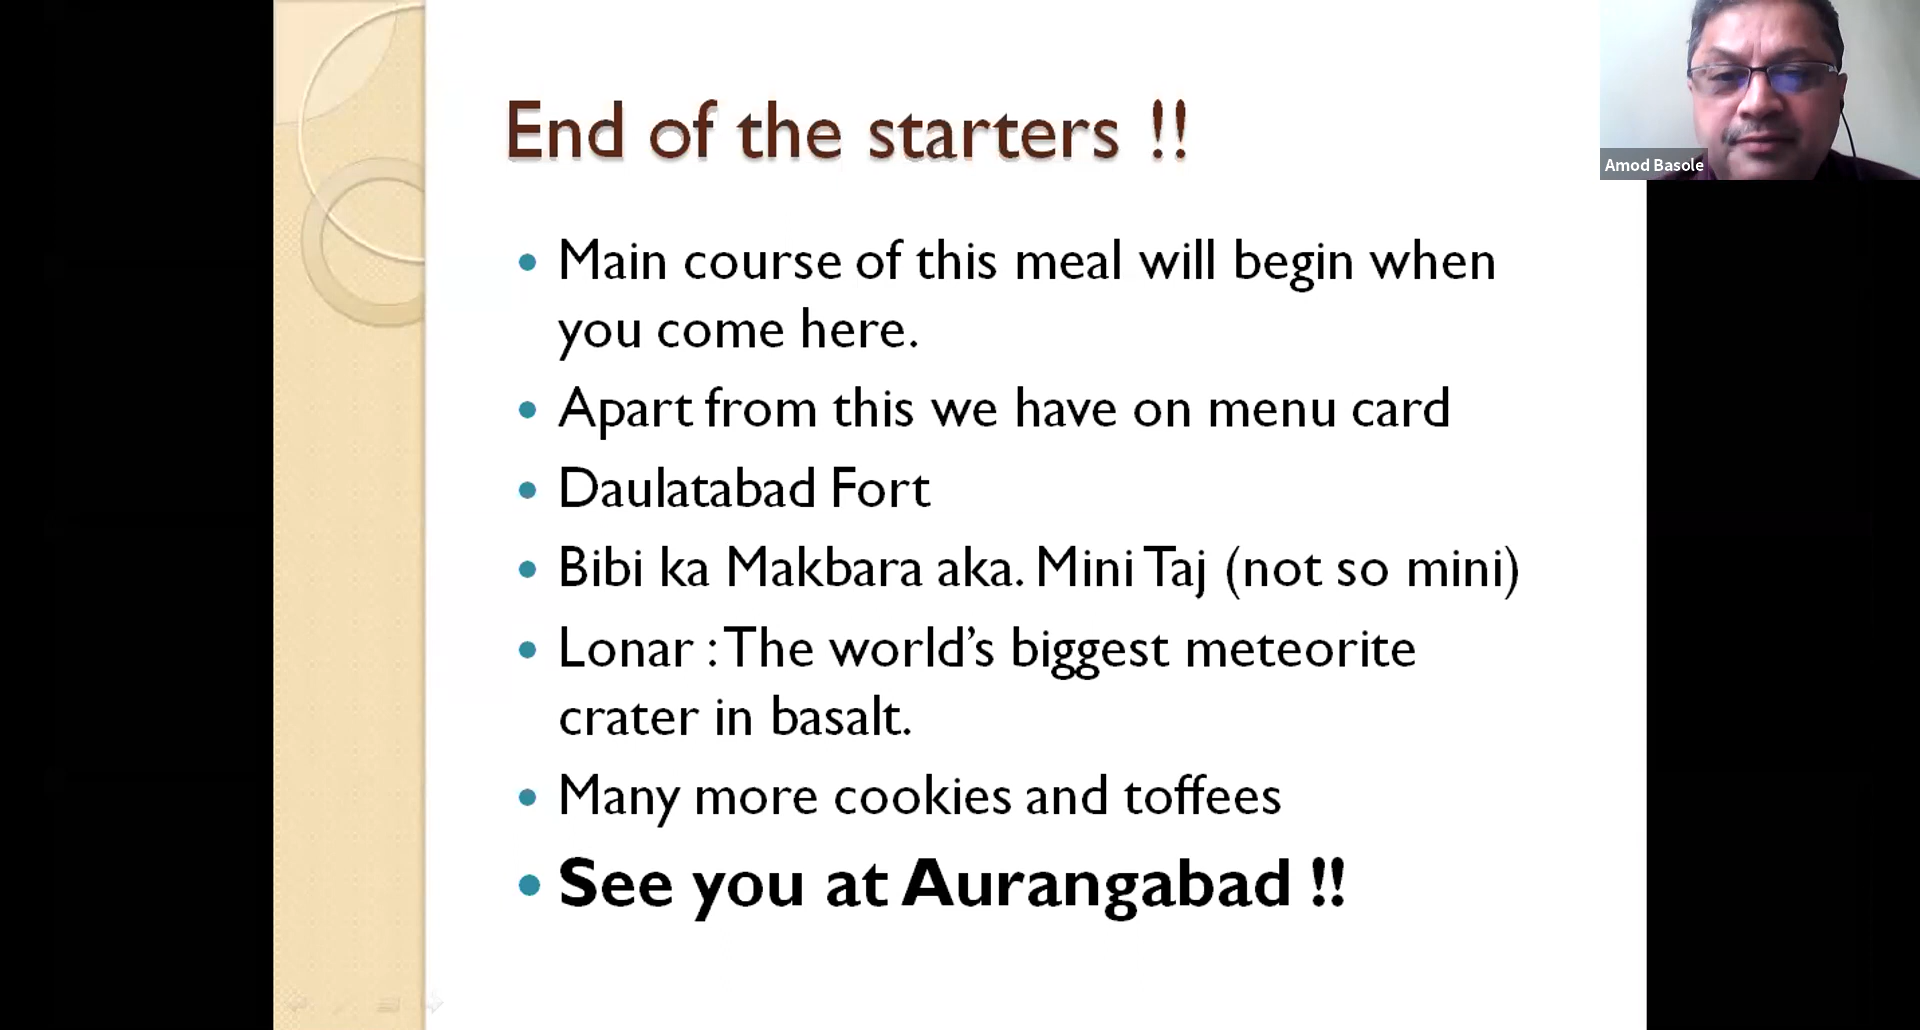 End of the starters !!
Main course of this meal will begin when
you come here.
Apart from this we have on menu card
Daulatabad Fort
Bibi ka Makbara aka. Mini Taj (not so mini)
Lonar : The world’s biggest meteorite
crater in basalt.
Many more cookies and toffees
See you at Aurangabad !!
Amod Basole